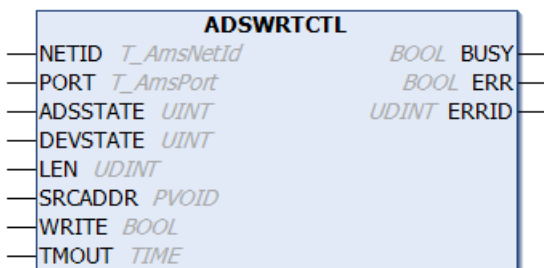 ADSWRTCTL
NETID T_AmsNetId BOOL BUSY
PORT T_AmsPort BOOL ERR
ADSSTATE UINT UDINT ERRID
DEVSTATE UINT
LEN UDINT
SRCADDR PVOID
WRITE BOOL
TMOUT TIME